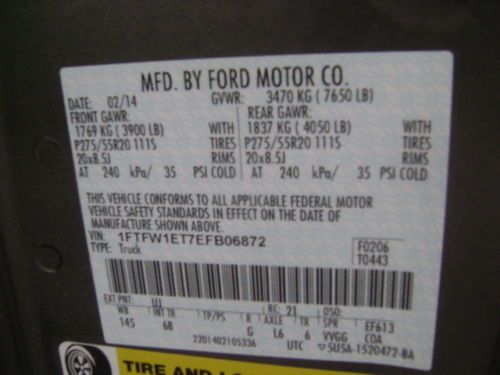 MFD. BY FORD MOTOR CO.
DATE: 02/14 GVWR: 3470 KG ( 7650 LB)
FRONT GAWR: REAR GAWR:
1769 KG ( 3900 LB) WITH 1837 KG ( 4050 LB) WITH
P275/55R20 111S TIRES P275/55R20 111S TIRES
20x8.5J RIMS 20x8.5J RIMS
AT 240 kPa/ 35 PSI COLD AT 240 kPa/ 35 PSI COLD
THIS VEHICLE CONFORMS TO ALL APPLICABLE FEDERAL MOTOR
VEHICLE SAFETY STANDARDS IN EFFECT ON THE DATE OF
MANUFACTURE SHOWN ABOVE.
VIN: 1FTFW1ET7EFB06872 F0206
TYPE: Truck T0443
EXT PNT: UJ RC: 21 DSO:
WB INT TR TP/PS R AXLE TR SPR EF613
145 6B G L6 6 VVGG COA
2201402105336 UTC 5U5A-1520472-BA
TIRE AND